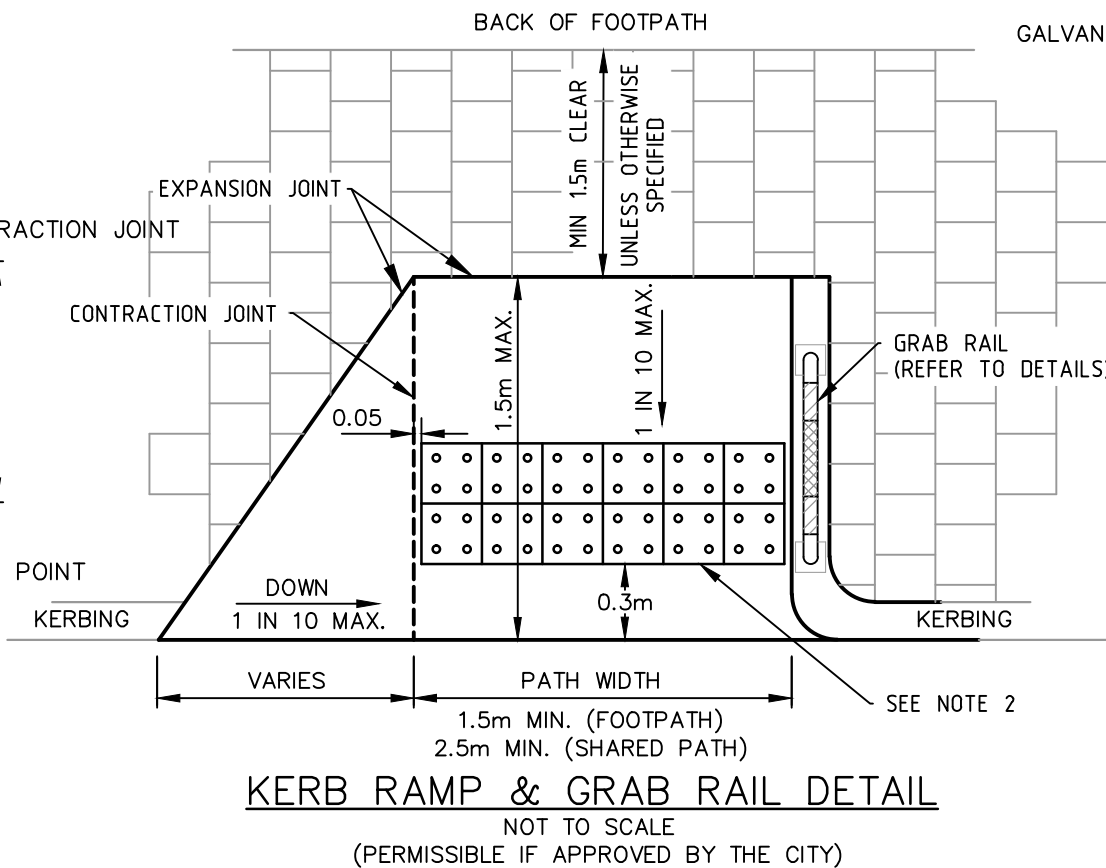 BACK OF FOOTPATH
GALVAN
MIN 1.5m CLEAR
UNLESS OTHERWISE
SPECIFIED
EXPANSION JOINT
RACTION JOINT
CONTRACTION JOINT
1.5m MAX.
1 IN 10 MAX.
GRAB RAIL
(REFER TO DETAILS)
0.05
POINT
KERBING
DOWN
1 IN 10 MAX.
0.3m
KERBING
VARIES
PATH WIDTH
1.5m MIN. (FOOTPATH)
2.5m MIN. (SHARED PATH)
SEE NOTE 2
KERB RAMP & GRAB RAIL DETAIL
NOT TO SCALE
(PERMISSIBLE IF APPROVED BY THE CITY)